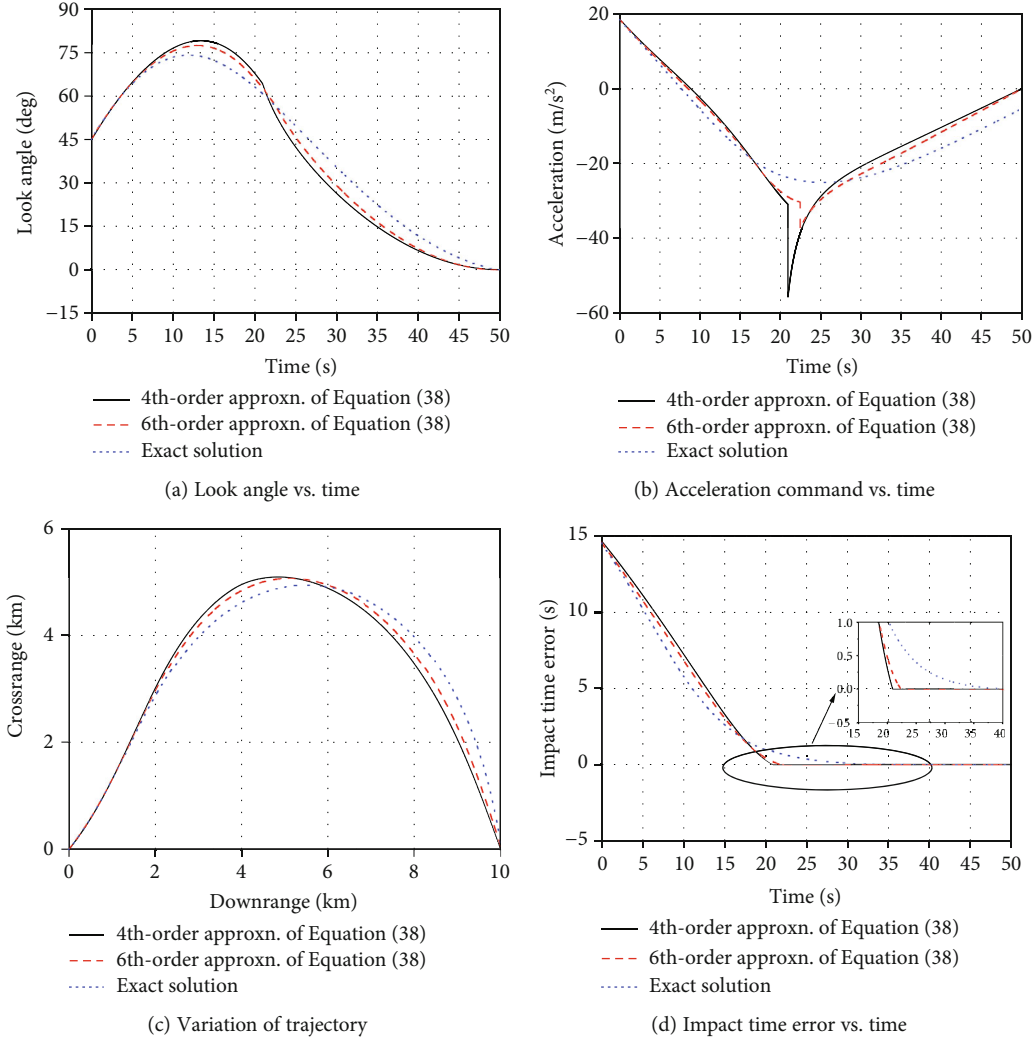 90
75
60
45
30
15
0
−15
Look angle (deg)
0 5 10 15 20 25 30 35 40 45 50
Time (s)
4th-order approxn. of Equation (38)
6th-order approxn. of Equation (38)
Exact solution
(a) Look angle vs. time
20
0
−20
−40
−60
Acceleration (m/s²)
0 5 10 15 20 25 30 35 40 45 50
Time (s)
4th-order approxn. of Equation (38)
6th-order approxn. of Equation (38)
Exact solution
(b) Acceleration command vs. time
6
4
2
0
Crossrange (km)
0 2 4 6 8 10
Downrange (km)
4th-order approxn. of Equation (38)
6th-order approxn. of Equation (38)
Exact solution
(c) Variation of trajectory
15
10
5
0
−5
Impact time error (s)
1.0
0.5
0.0
−0.5
15 20 25 30 35 40
0 5 10 15 20 25 30 35 40 45 50
Time (s)
4th-order approxn. of Equation (38)
6th-order approxn. of Equation (38)
Exact solution
(d) Impact time error vs. time